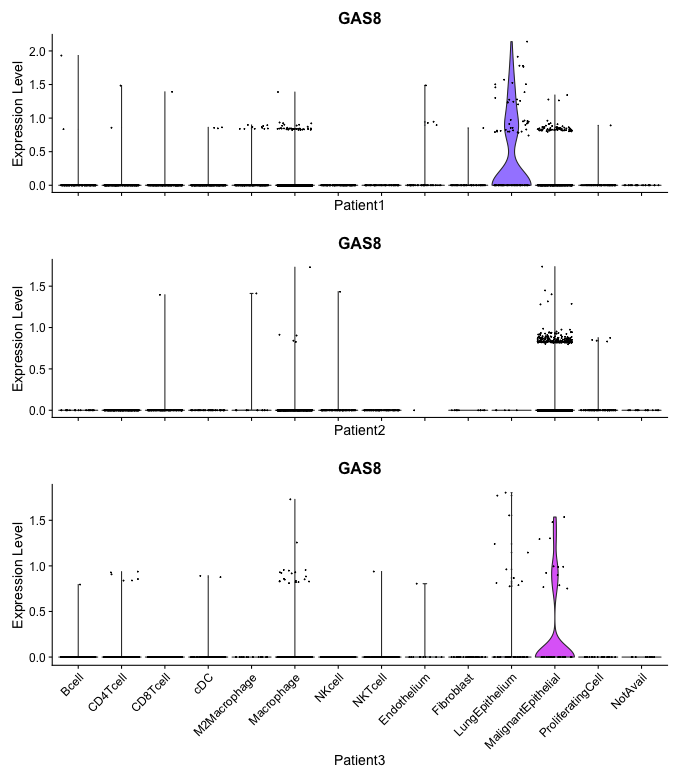 GAS8
Expression Level
2.0
1.5
1.0
0.5
0.0
Patient1
GAS8
Expression Level
1.5
1.0
0.5
0.0
Patient2
GAS8
Expression Level
1.5
1.0
0.5
0.0
Bcell
CD4Tcell
CD8Tcell
cDC
M2Macrophage
Macrophage
NKcell
NKTcell
Endothelium
Fibroblast
LungEpithelium
MalignantEpithelial
ProliferatingCell
NotAvail
Patient3